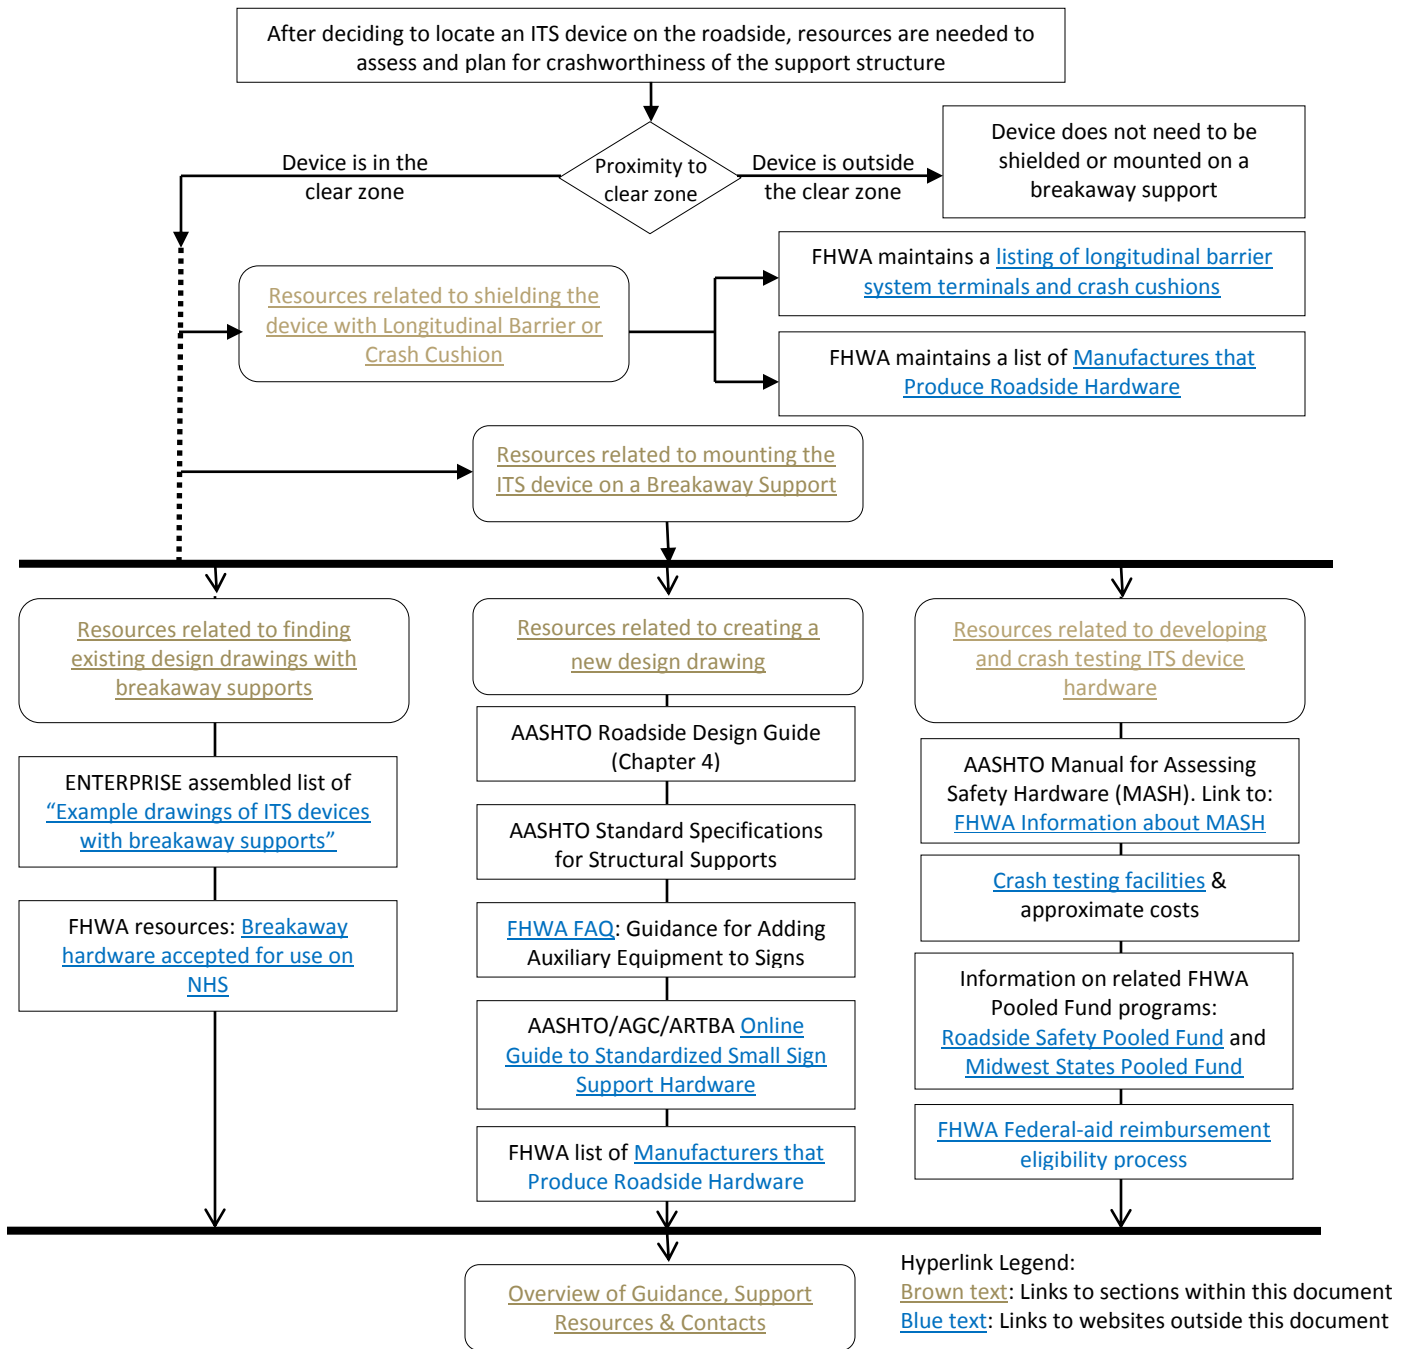 After deciding to locate an ITS device on the roadside, resources are needed to
assess and plan for crashworthiness of the support structure
Device is in the
clear zone
Proximity to
clear zone
Device is outside
the clear zone
Device does not need to be
shielded or mounted on a
breakaway support
Resources related to shielding the
device with Longitudinal Barrier or
Crash Cushion
FHWA maintains a listing of longitudinal barrier
system terminals and crash cushions
FHWA maintains a list of Manufactures that
Produce Roadside Hardware
Resources related to mounting the
ITS device on a Breakaway Support
Resources related to finding
existing design drawings with
breakaway supports
ENTERPRISE assembled list of
“Example drawings of ITS devices
with breakaway supports”
FHWA resources: Breakaway
hardware accepted for use on
NHS
Resources related to creating a
new design drawing
AASHTO Roadside Design Guide
(Chapter 4)
AASHTO Standard Specifications
for Structural Supports
FHWA FAQ: Guidance for Adding
Auxiliary Equipment to Signs
AASHTO/AGC/ARTBA Online
Guide to Standardized Small Sign
Support Hardware
FHWA list of Manufacturers that
Produce Roadside Hardware
Resources related to developing
and crash testing ITS device
hardware
AASHTO Manual for Assessing
Safety Hardware (MASH). Link to:
FHWA Information about MASH
Crash testing facilities &
approximate costs
Information on related FHWA
Pooled Fund programs:
Roadside Safety Pooled Fund and
Midwest States Pooled Fund
FHWA Federal-aid reimbursement
eligibility process
Overview of Guidance, Support
Resources & Contacts
Hyperlink Legend:
Brown text: Links to sections within this document
Blue text: Links to websites outside this document